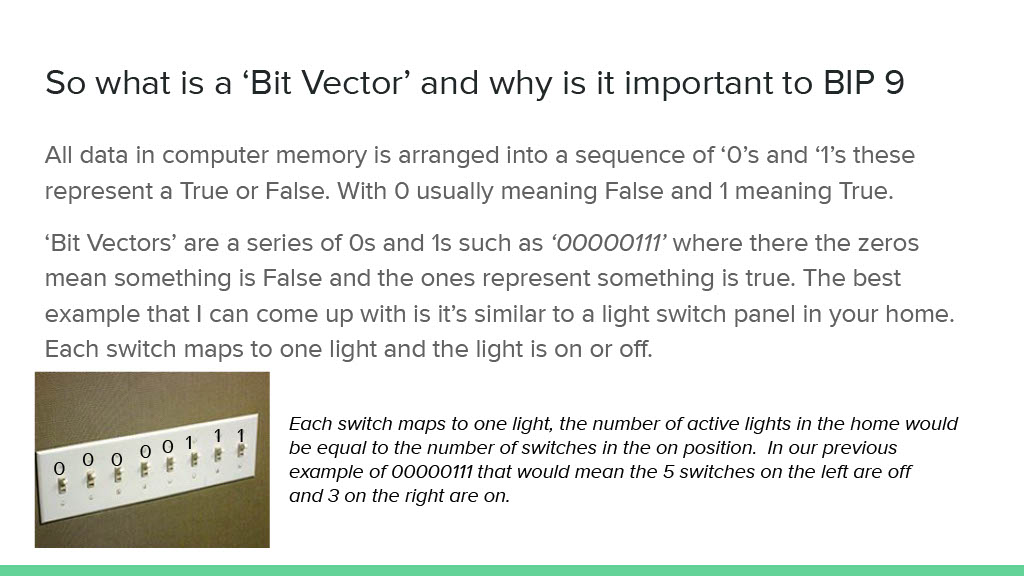 So what is a ‘Bit Vector’ and why is it important to BIP 9
All data in computer memory is arranged into a sequence of ‘0’s and ‘1’s these
represent a True or False. With 0 usually meaning False and 1 meaning True.
‘Bit Vectors’ are a series of 0s and 1s such as ‘00000111’ where there the zeros
mean something is False and the ones represent something is true. The best
example that I can come up with is it’s similar to a light switch panel in your home.
Each switch maps to one light and the light is on or off.
0 0 0 0 0 1 1 1
Each switch maps to one light, the number of active lights in the home would
be equal to the number of switches in the on position. In our previous
example of 00000111 that would mean the 5 switches on the left are off
and 3 on the right are on.